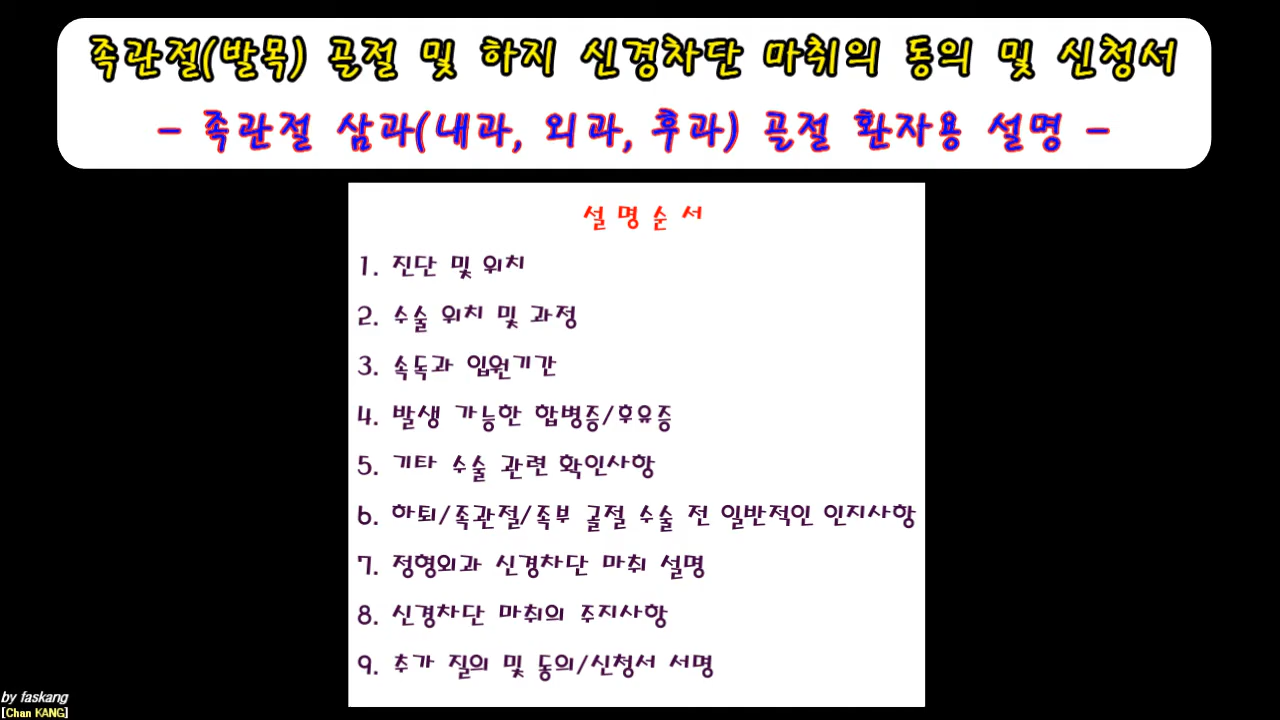 족관절(발목) 골절 및 하지 신경차단 마취의 동의 및 신청서
- 족관절 삼과(내과, 외과, 후과) 골절 환자용 설명 -
설명순서
1. 진단 및 위치
2. 수술 위치 및 과정
3. 속독과 입원기간
4. 발생 가능한 합병증/후유증
5. 기타 수술 관련 확인사항
6. 하퇴/족관절/족부 골절 수술 전 일반적인 인지사항
7. 정형외과 신경차단 마취 설명
8. 신경차단 마취의 주지사항
9. 추가 질의 및 동의/신청서 서명
by faskang
[Chan KANG]